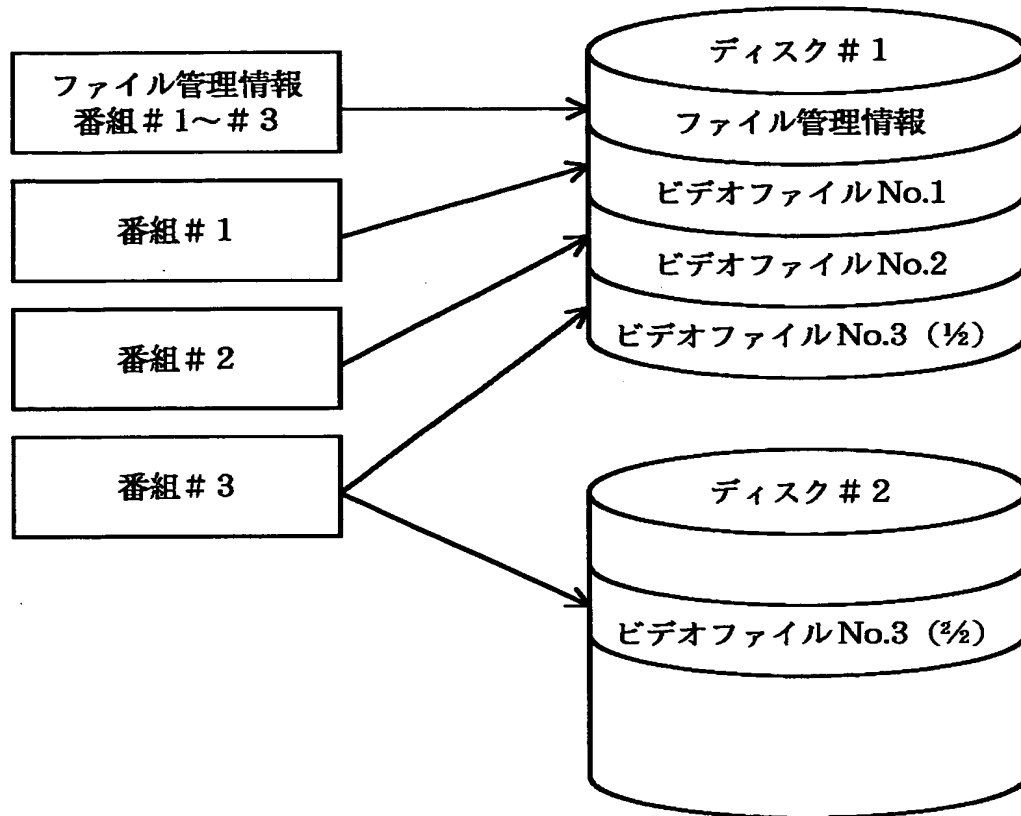 ファイル管理情報
番組＃1～＃3
番組＃1
番組＃2
番組＃3
ディスク＃1
ファイル管理情報
ビデオファイルNo.1
ビデオファイルNo.2
ビデオファイルNo.3（½）
ディスク＃2
ビデオファイルNo.3（²⁄₂）